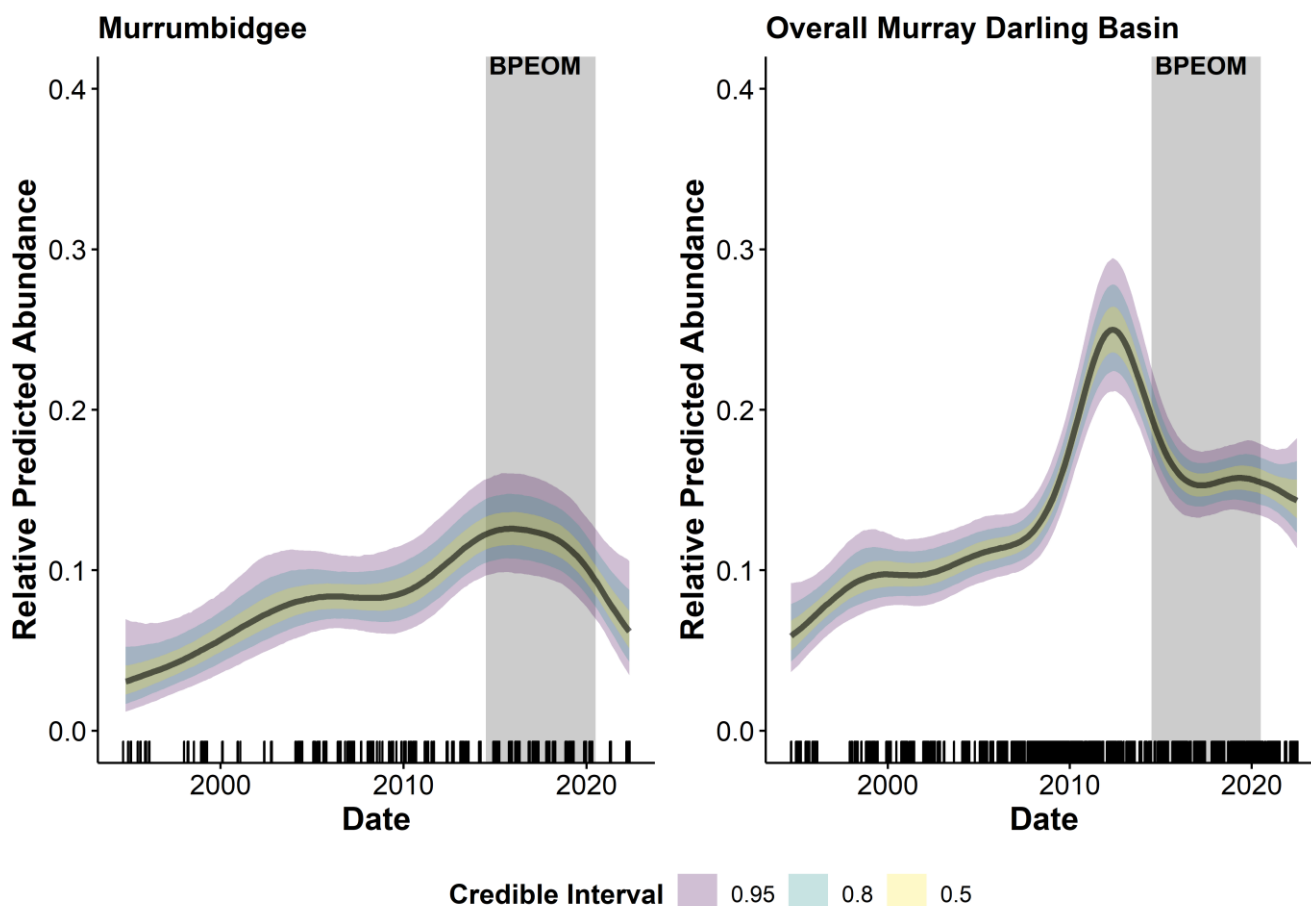 Murrumbidgee
Overall Murray Darling Basin
BPEOM
BPEOM
Relative Predicted Abundance
0.4
0.3
0.2
0.1
0.0
2000 2010 2020
Date
Relative Predicted Abundance
0.4
0.3
0.2
0.1
0.0
2000 2010 2020
Date
Credible Interval 0.95 0.8 0.5